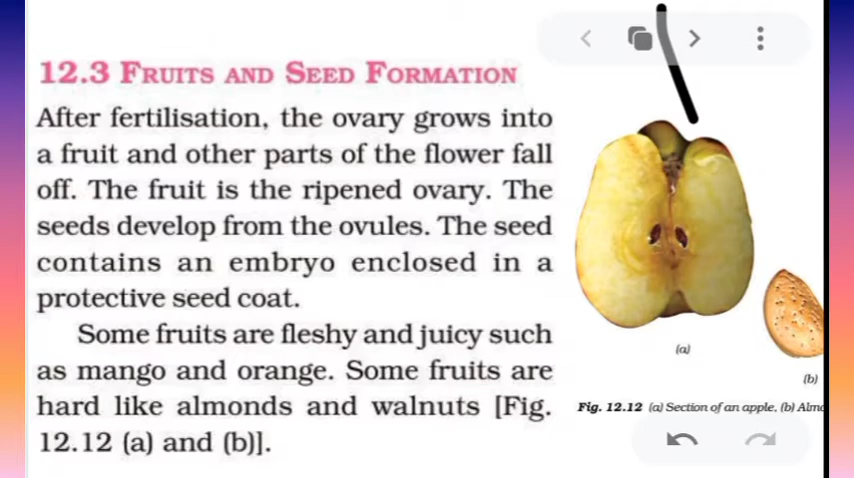 12.3 FRUITS AND SEED FORMATION
After fertilisation, the ovary grows into
a fruit and other parts of the flower fall
off. The fruit is the ripened ovary. The
seeds develop from the ovules. The seed
contains an embryo enclosed in a
protective seed coat.
Some fruits are fleshy and juicy such
as mango and orange. Some fruits are
hard like almonds and walnuts [Fig.
12.12 (a) and (b)].
(a)
(b)
Fig. 12.12 (a) Section of an apple, (b) Almo